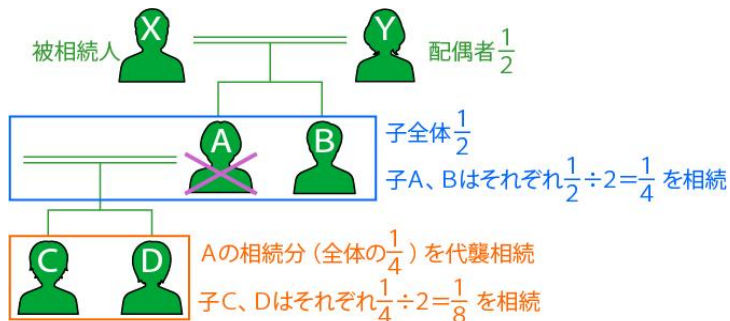 X
Y
被相続人
配偶者1/2
A
B
子全体1/2
子A、Bはそれぞれ1/2÷2=1/4 を相続
C
D
Aの相続分(全体の1/4)を代襲相続
子C、Dはそれぞれ1/4÷2=1/8 を相続